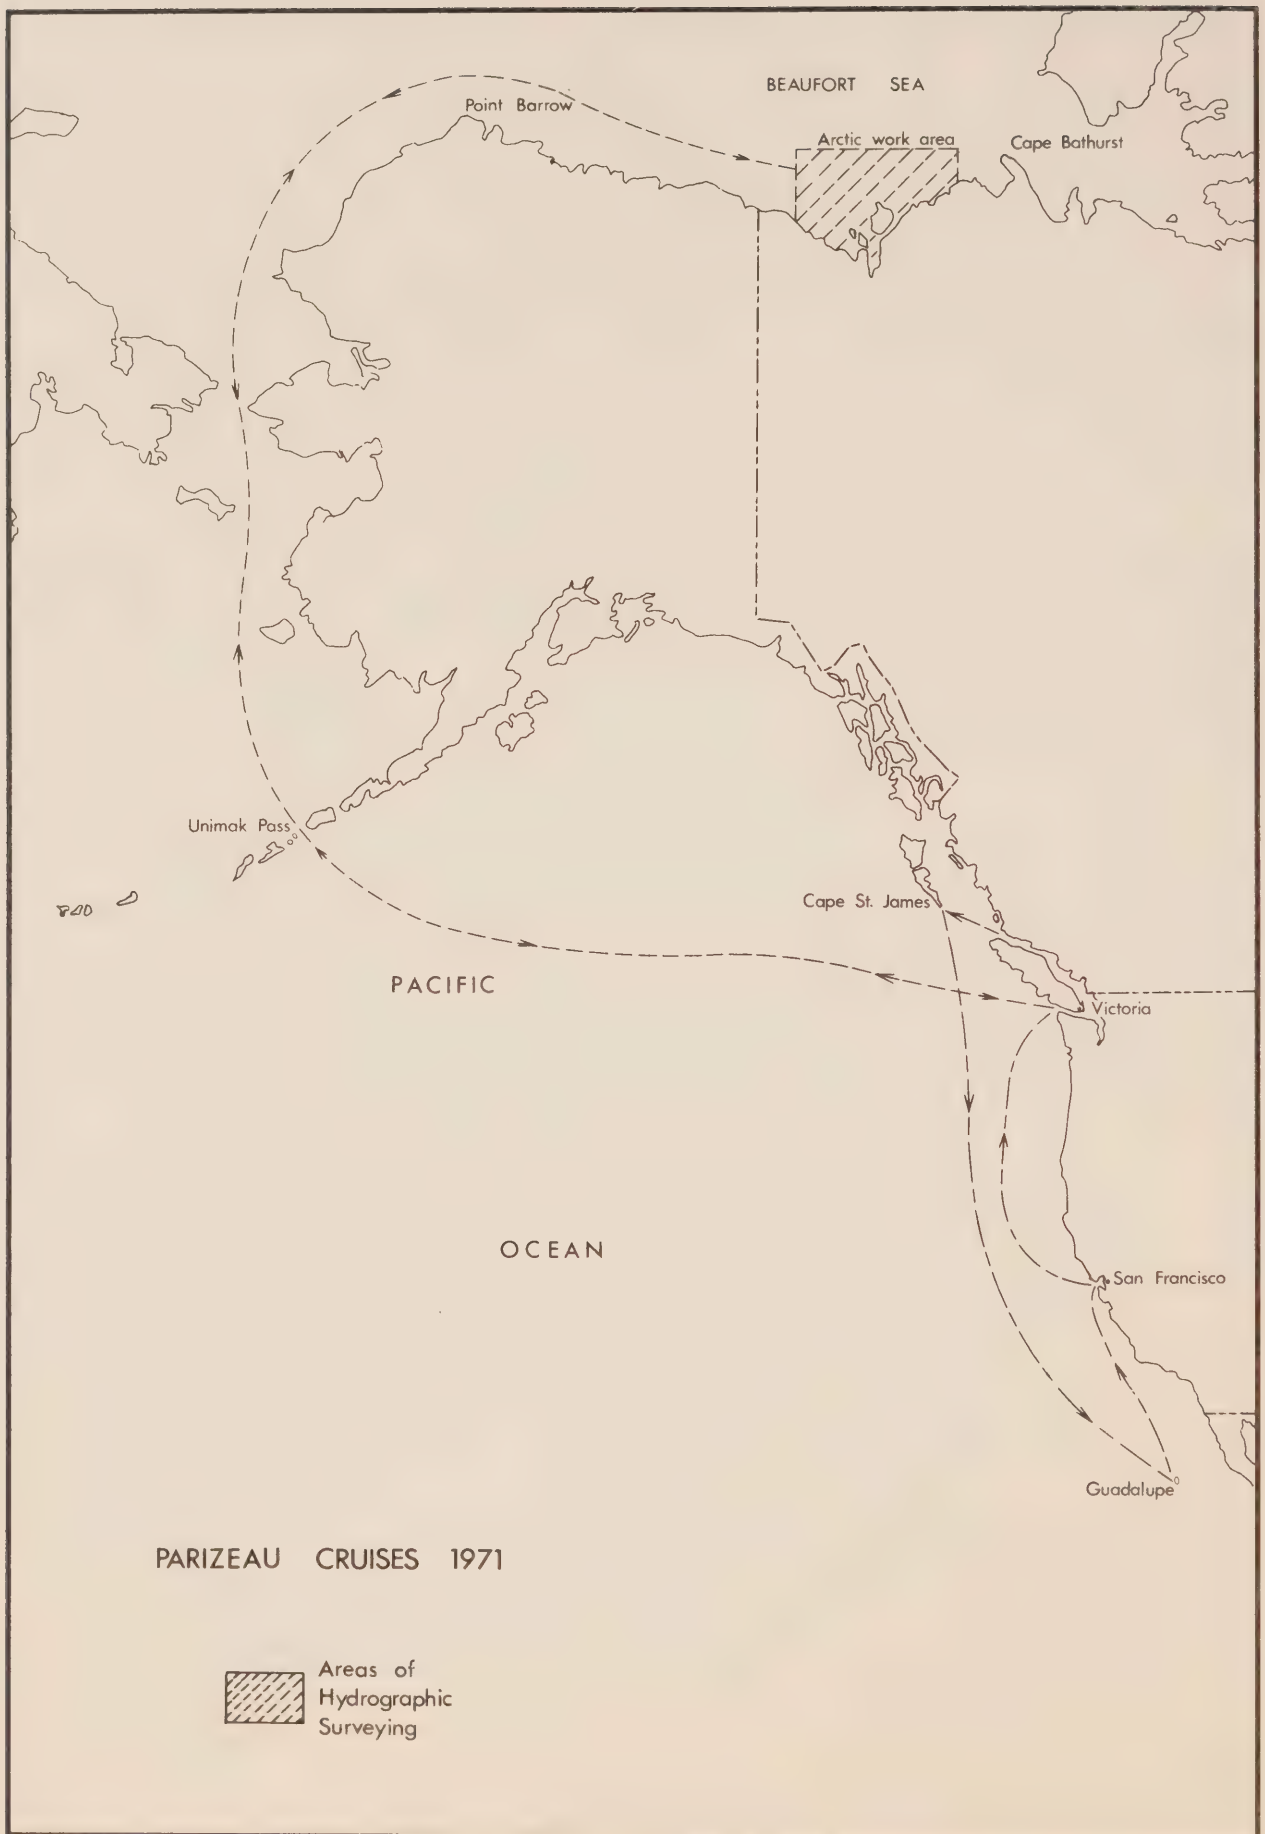 BEAUFORT SEA
Point Barrow
Arctic work area
Cape Bathurst
Unimak Pass
Cape St. James
PACIFIC
Victoria
OCEAN
San Francisco
Guadalupe
PARIZEAU CRUISES 1971
Areas of
Hydrographic
Surveying